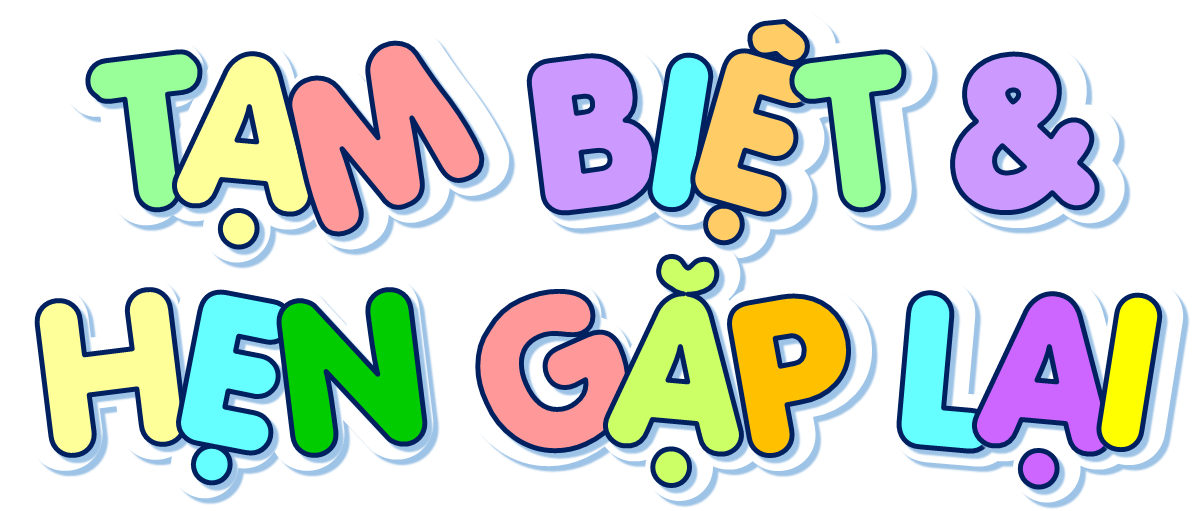 TẠM BIỆT &
HẸN GẶP LẠI